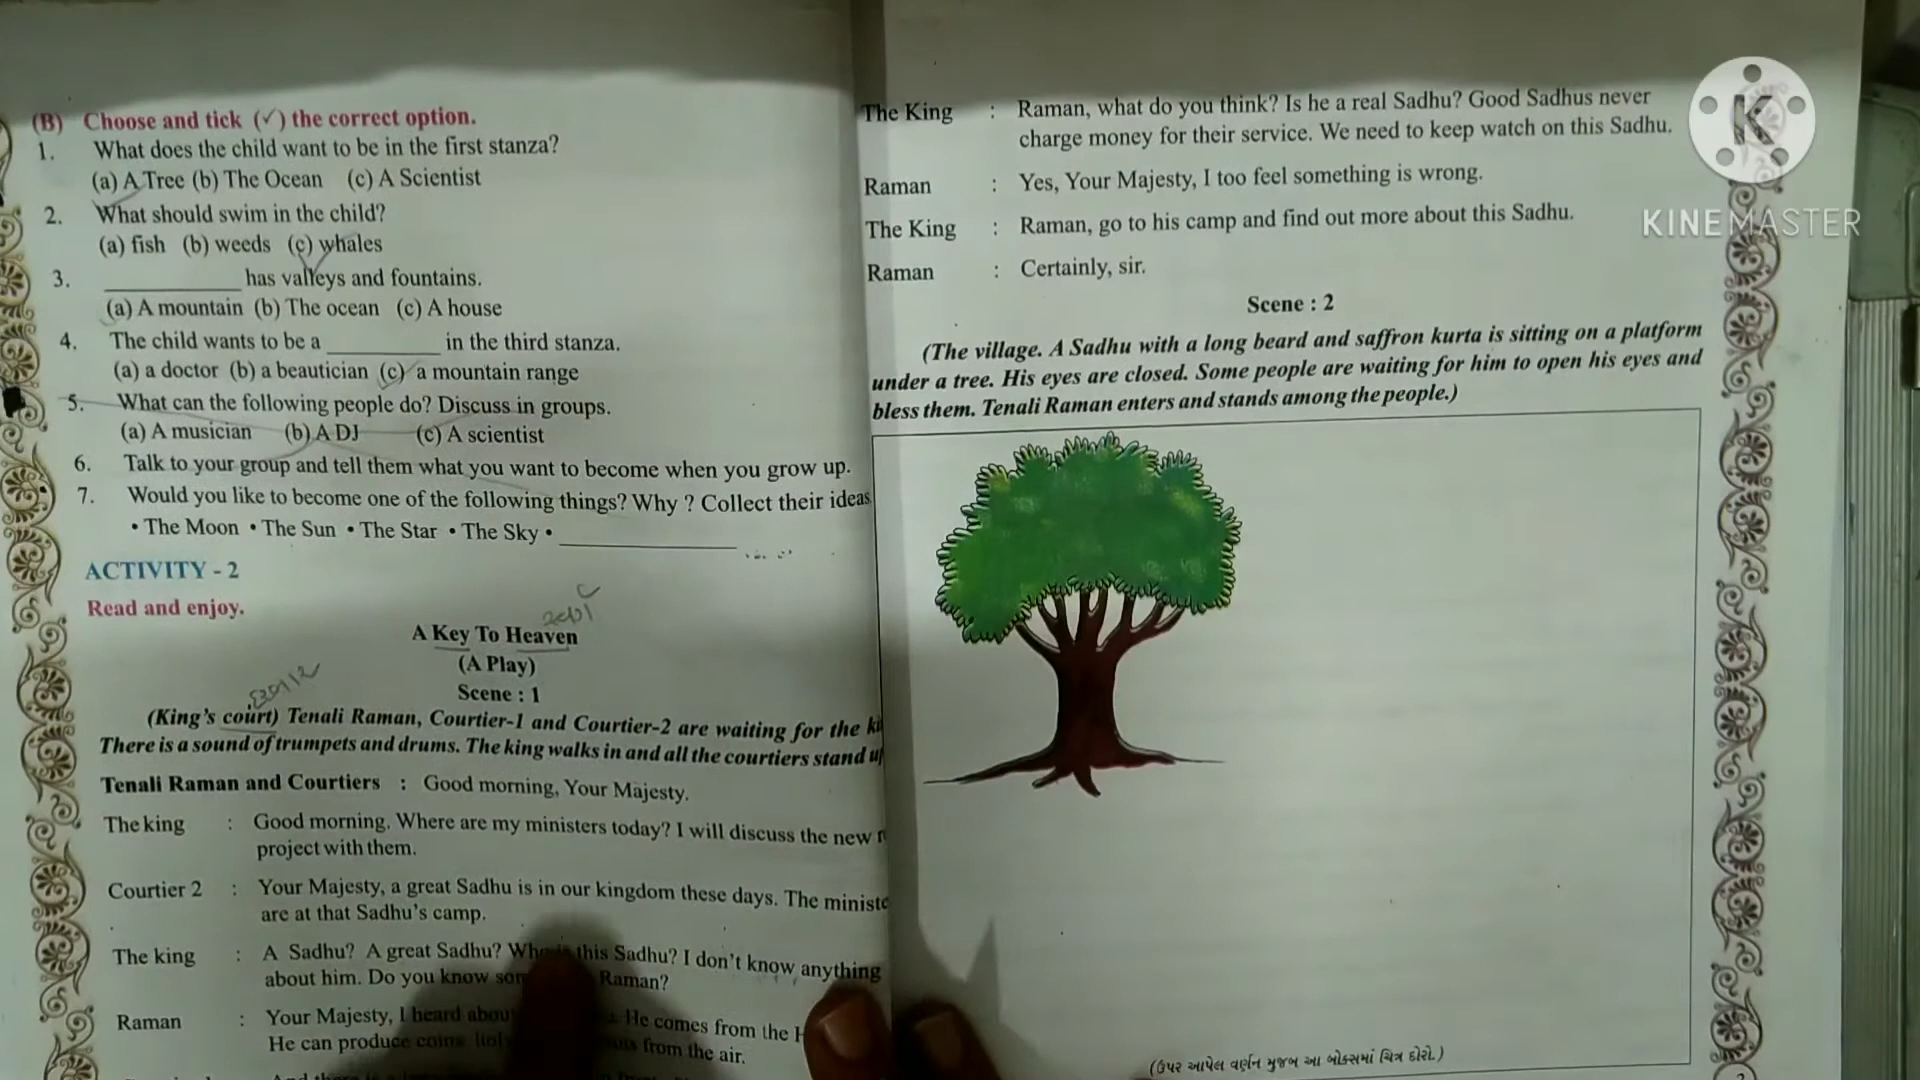 (B) Choose and tick (✓) the correct option.
1. What does the child want to be in the first stanza?
(a) A Tree (b) The Ocean (c) A Scientist
2. What should swim in the child?
(a) fish (b) weeds (c) whales
3. ____________ has valleys and fountains.
(a) A mountain (b) The ocean (c) A house
4. The child wants to be a __________ in the third stanza.
(a) a doctor (b) a beautician (c) a mountain range
5. What can the following people do? Discuss in groups.
(a) A musician (b) A DJ (c) A scientist
6. Talk to your group and tell them what you want to become when you grow up.
7. Would you like to become one of the following things? Why ? Collect their ideas
• The Moon • The Sun • The Star • The Sky • ________________
ACTIVITY - 2
Read and enjoy.
A Key To Heaven
(A Play)
Scene : 1
(King's court) Tenali Raman, Courtier-1 and Courtier-2 are waiting for the
There is a sound of trumpets and drums. The king walks in and all the courtiers stand
Tenali Raman and Courtiers : Good morning, Your Majesty.
The king : Good morning. Where are my ministers today? I will discuss the new
project with them.
Courtier 2 : Your Majesty, a great Sadhu is in our kingdom these days. The
are at that Sadhu's camp.
The king : A Sadhu? A great Sadhu? Who is this Sadhu? I don't know anything
about him. Do you know Raman?
Raman : Your Majesty, I heard He comes from the
He can produce coins from the air.
The King : Raman, what do you think? Is he a real Sadhu? Good Sadhus never
charge money for their service. We need to keep watch on this Sadhu.
Raman : Yes, Your Majesty, I too feel something is wrong.
The King : Raman, go to his camp and find out more about this Sadhu.
Raman : Certainly, sir.
Scene : 2
(The village. A Sadhu with a long beard and saffron kurta is sitting on a platform
under a tree. His eyes are closed. Some people are waiting for him to open his eyes and
bless them. Tenali Raman enters and stands among the people.)
(ઉપર આપેલ વર્ણન મુજબ આ બોક્સમાં ચિત્ર દોરો.)
K
KINEMASTER